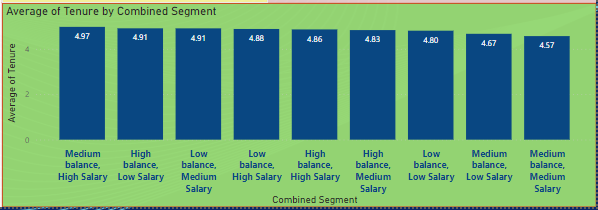 Average of Tenure by Combined Segment
Average of Tenure
4
2
0
4.97
4.91
4.91
4.88
4.86
4.83
4.80
4.67
4.57
Medium
balance,
High Salary
High
balance,
Low Salary
Low
balance,
Medium
Salary
Low
balance,
High Salary
High
balance,
High Salary
High
balance,
Medium
Salary
Low
balance,
Low Salary
Medium
balance,
Low Salary
Medium
balance,
Medium
Salary
Combined Segment